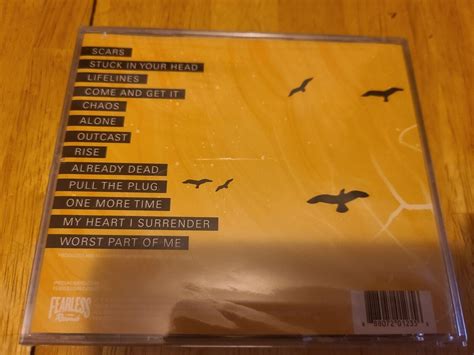 SCARS
STUCK IN YOUR HEAD
LIFELINES
COME AND GET IT
CHAOS
ALONE
OUTCAST
RISE
ALREADY DEAD
PULL THE PLUG
ONE MORE TIME
MY HEART I SURRENDER
WORST PART OF ME
FEARLESS
Records